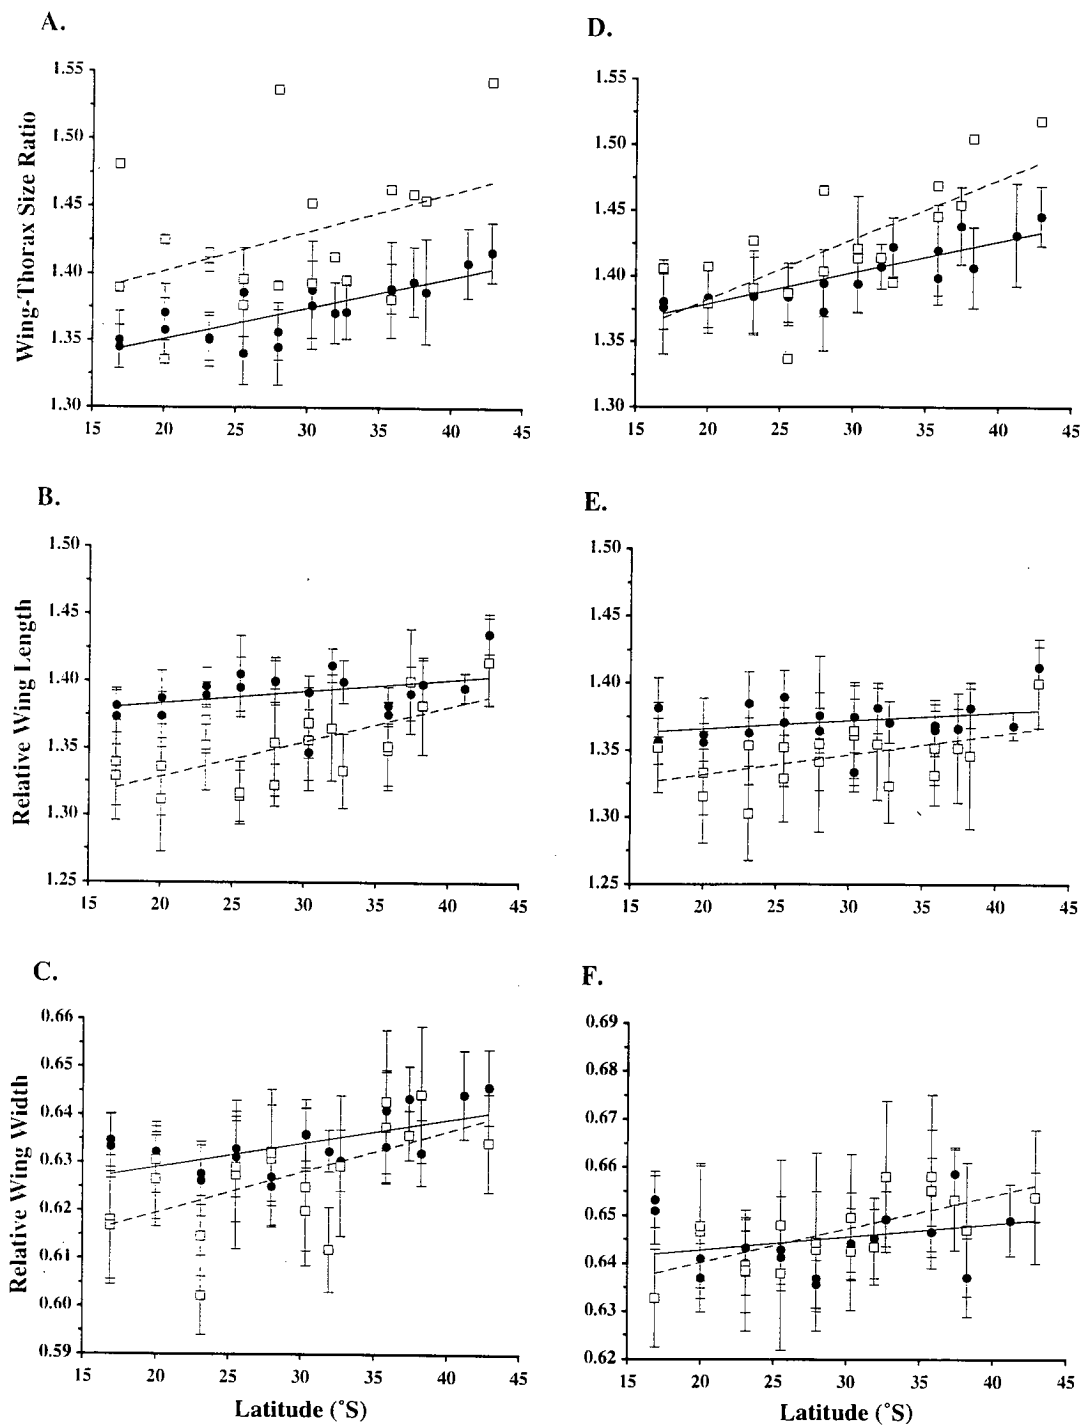 A.
Wing-Thorax Size Ratio
1.55
1.50
1.45
1.40
1.35
1.30
15 20 25 30 35 40 45
D.
1.55
1.50
1.45
1.40
1.35
1.30
15 20 25 30 35 40 45
B.
Relative Wing Length
1.50
1.45
1.40
1.35
1.30
1.25
15 20 25 30 35 40 45
E.
1.50
1.45
1.40
1.35
1.30
1.25
15 20 25 30 35 40 45
C.
Relative Wing Width
0.66
0.65
0.64
0.63
0.62
0.61
0.60
0.59
15 20 25 30 35 40 45
Latitude (°S)
F.
0.69
0.68
0.67
0.66
0.65
0.64
0.63
0.62
15 20 25 30 35 40 45
Latitude (°S)